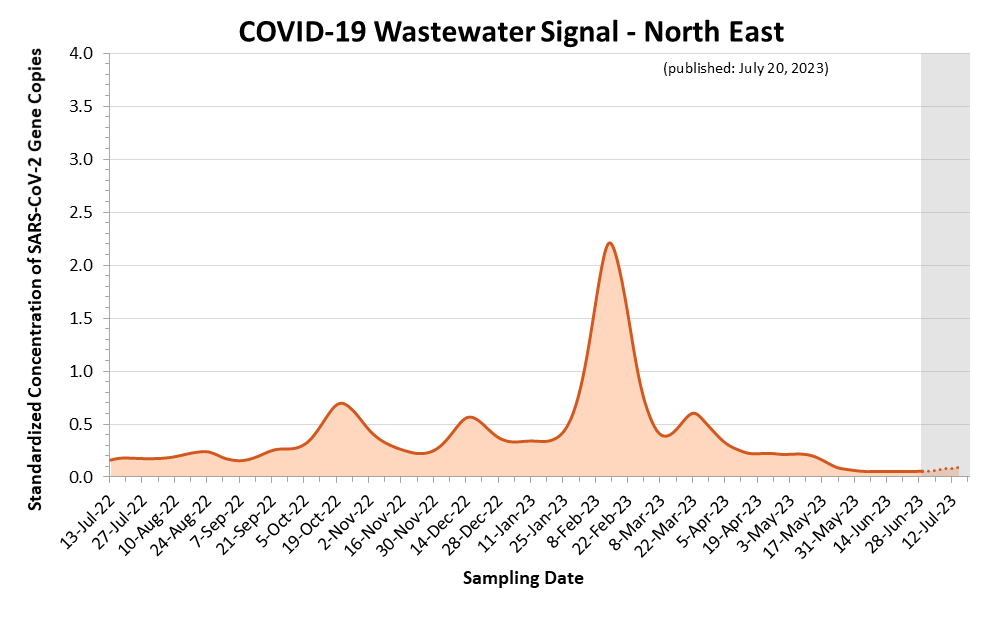 COVID-19 Wastewater Signal - North East
(published: July 20, 2023)
Standardized Concentration of SARS-CoV-2 Gene Copies
4.0
3.5
3.0
2.5
2.0
1.5
1.0
0.5
0.0
13-Jul-22
27-Jul-22
10-Aug-22
24-Aug-22
7-Sep-22
21-Sep-22
5-Oct-22
19-Oct-22
2-Nov-22
16-Nov-22
30-Nov-22
14-Dec-22
28-Dec-22
11-Jan-23
25-Jan-23
8-Feb-23
22-Feb-23
8-Mar-23
22-Mar-23
5-Apr-23
19-Apr-23
3-May-23
17-May-23
31-May-23
14-Jun-23
28-Jun-23
12-Jul-23
Sampling Date